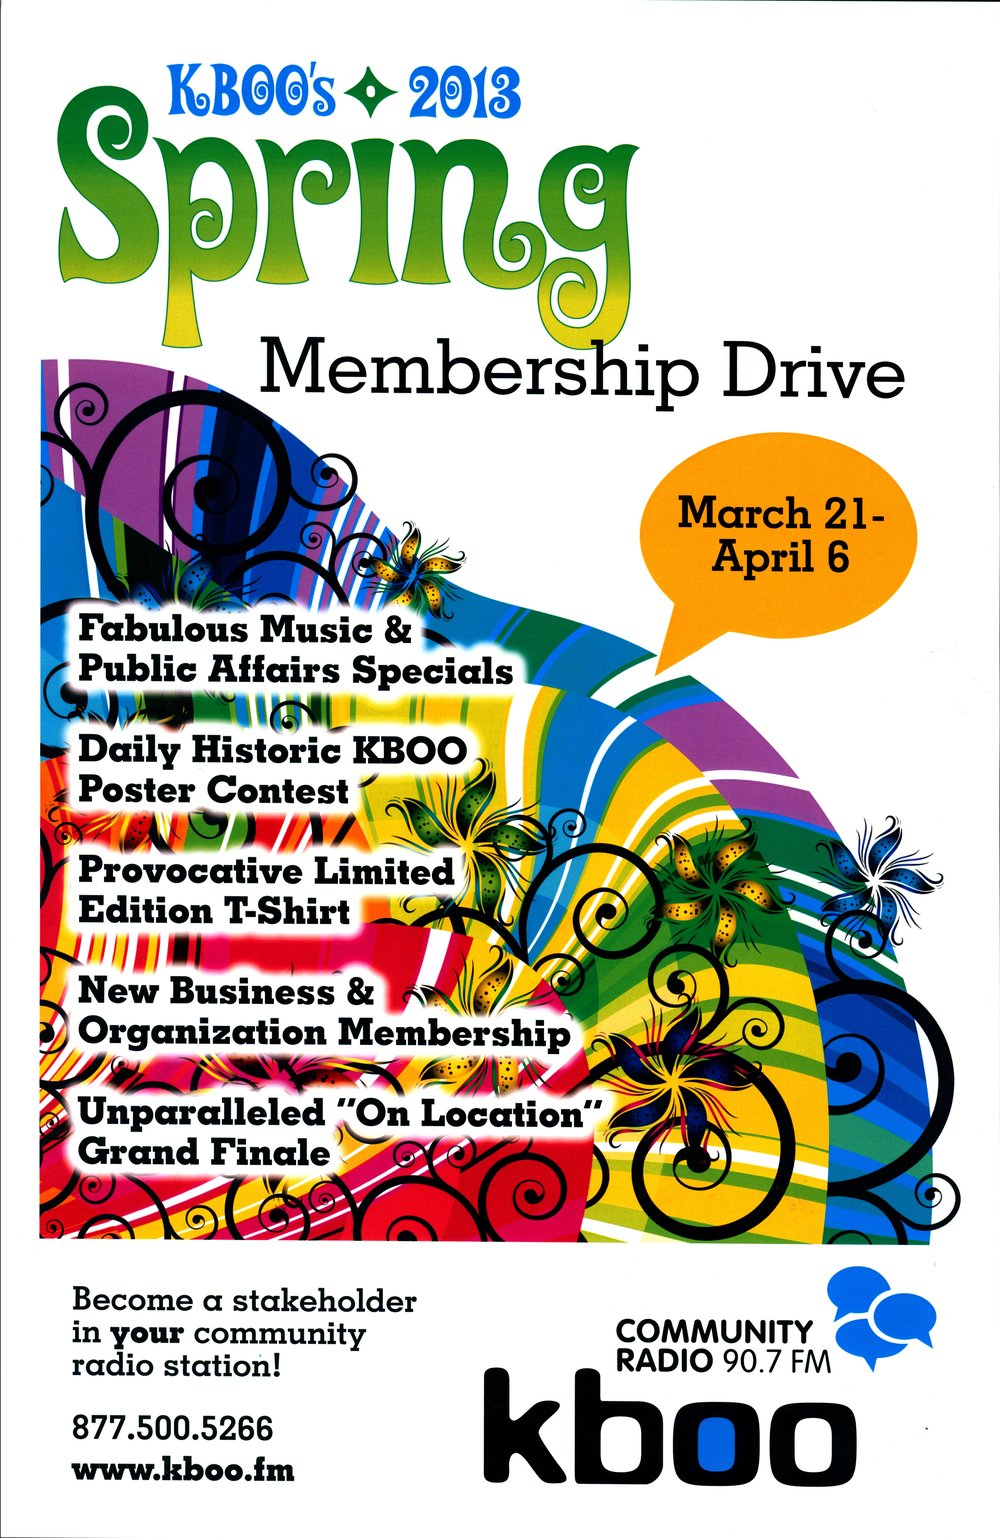 KBOO's 2013
Spring
Membership Drive
March 21-
April 6
Fabulous Music &
Public Affairs Specials
Daily Historic KBOO
Poster Contest
Provocative Limited
Edition T-Shirt
New Business &
Organization Membership
Unparalleled "On Location"
Grand Finale
Become a stakeholder
in your community
radio station!
877.500.5266
www.kboo.fm
COMMUNITY
RADIO 90.7 FM
kboo